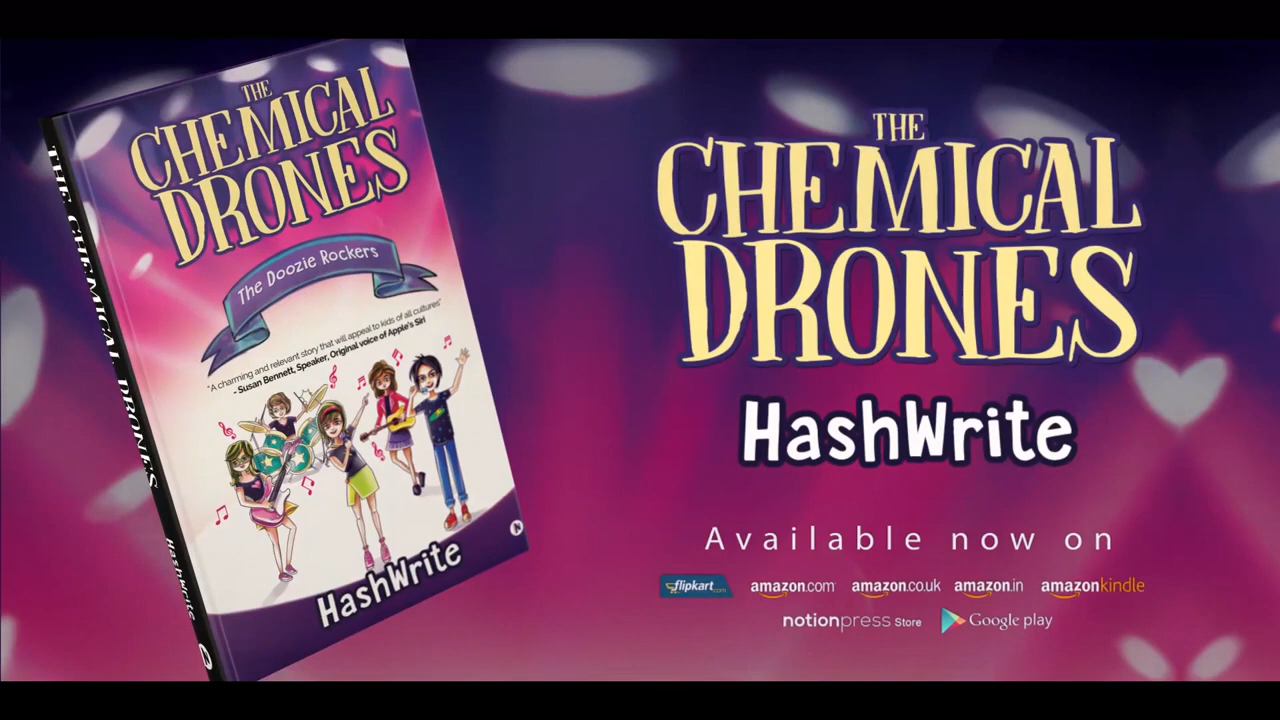 THE
CHEMICAL
DRONES
The Doozie Rockers
"A charming and relevant story that will appeal to kids of all cultures"
- Susan Bennett, Speaker, Original voice of Apple's Siri
HashWrite
THE CHEMICAL DRONES
HashWrite
THE
CHEMICAL
DRONES
HashWrite
Available now on
flipkart.com
amazon.com
amazon.co.uk
amazon.in
amazonkindle
notionpress Store
Google play